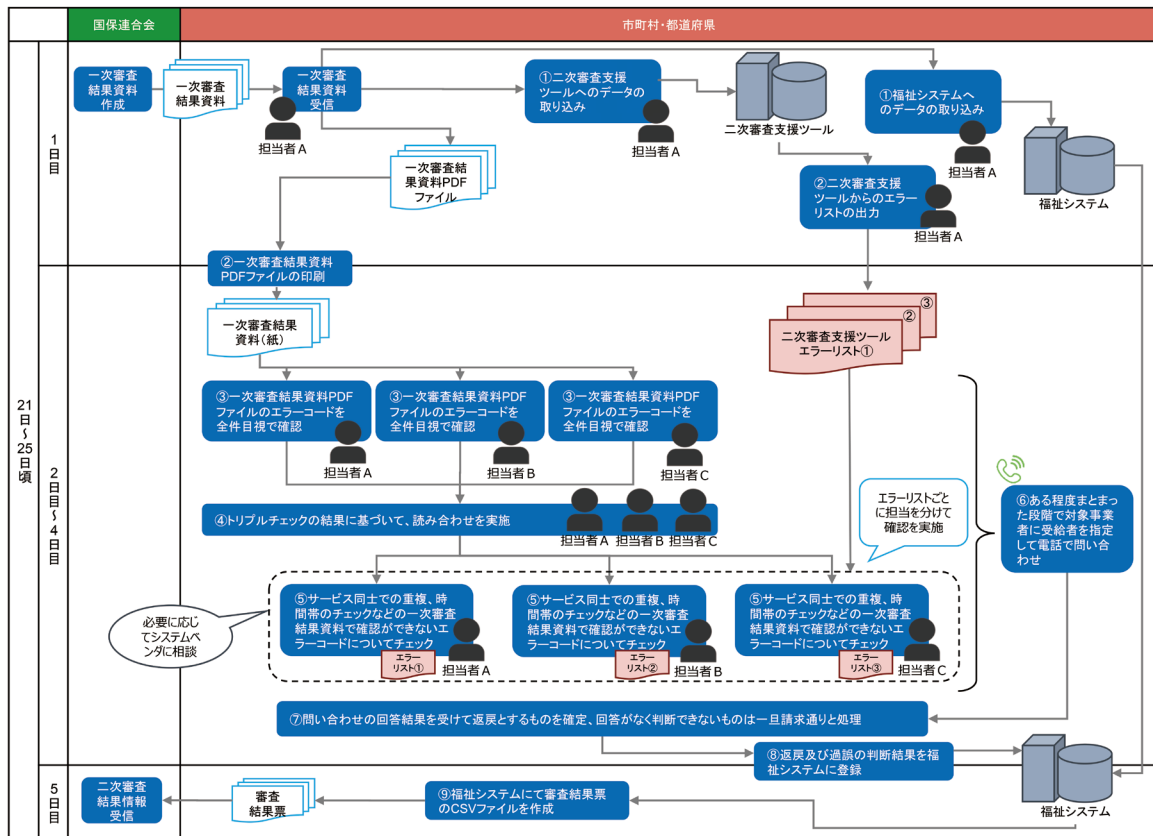 国保連合会
市町村・都道府県
21日～25日頃
1日目
一次審査
結果資料
作成
一次審査
結果資料
一次審査
結果資料
受信
担当者A
①二次審査支援
ツールへのデータの
取り込み
担当者A
二次審査支援ツール
①福祉システムへ
のデータの取り込み
担当者A
福祉システム
一次審査結
果資料PDF
ファイル
②二次審査支援
ツールからのエラー
リストの出力
担当者A
②一次審査結果資料
PDFファイルの印刷
2日目～4日目
一次審査結果
資料(紙)
③
②
二次審査支援ツール
エラーリスト①
③一次審査結果資料PDF
ファイルのエラーコードを
全件目視で確認
担当者A
③一次審査結果資料PDF
ファイルのエラーコードを
全件目視で確認
担当者B
③一次審査結果資料PDF
ファイルのエラーコードを
全件目視で確認
担当者C
④トリプルチェックの結果に基づいて、読み合わせを実施
担当者A
担当者B
担当者C
エラーリストごと
に担当を分けて
確認を実施
⑥ある程度まとまっ
た段階で対象事業
者に受給者を指定
して電話で問い合
わせ
必要に応じ
てシステムベ
ンダに相談
⑤サービス同士での重複、時
間帯のチェックなどの一次審査
結果資料で確認ができないエ
ラーコードについてチェック
エラー
リスト①
担当者A
⑤サービス同士での重複、時
間帯のチェックなどの一次審査
結果資料で確認ができないエ
ラーコードについてチェック
エラー
リスト②
担当者B
⑤サービス同士での重複、時
間帯のチェックなどの一次審査
結果資料で確認ができないエ
ラーコードについてチェック
エラー
リスト③
担当者C
⑦問い合わせの回答結果を受けて返戻とするものを確定、回答がなく判断できないものは一旦請求通りと処理
⑧返戻及び過誤の判断結果を福
祉システムに登録
福祉システム
5日目
二次審査
結果情報
受信
審査
結果票
⑨福祉システムにて審査結果票
のCSVファイルを作成